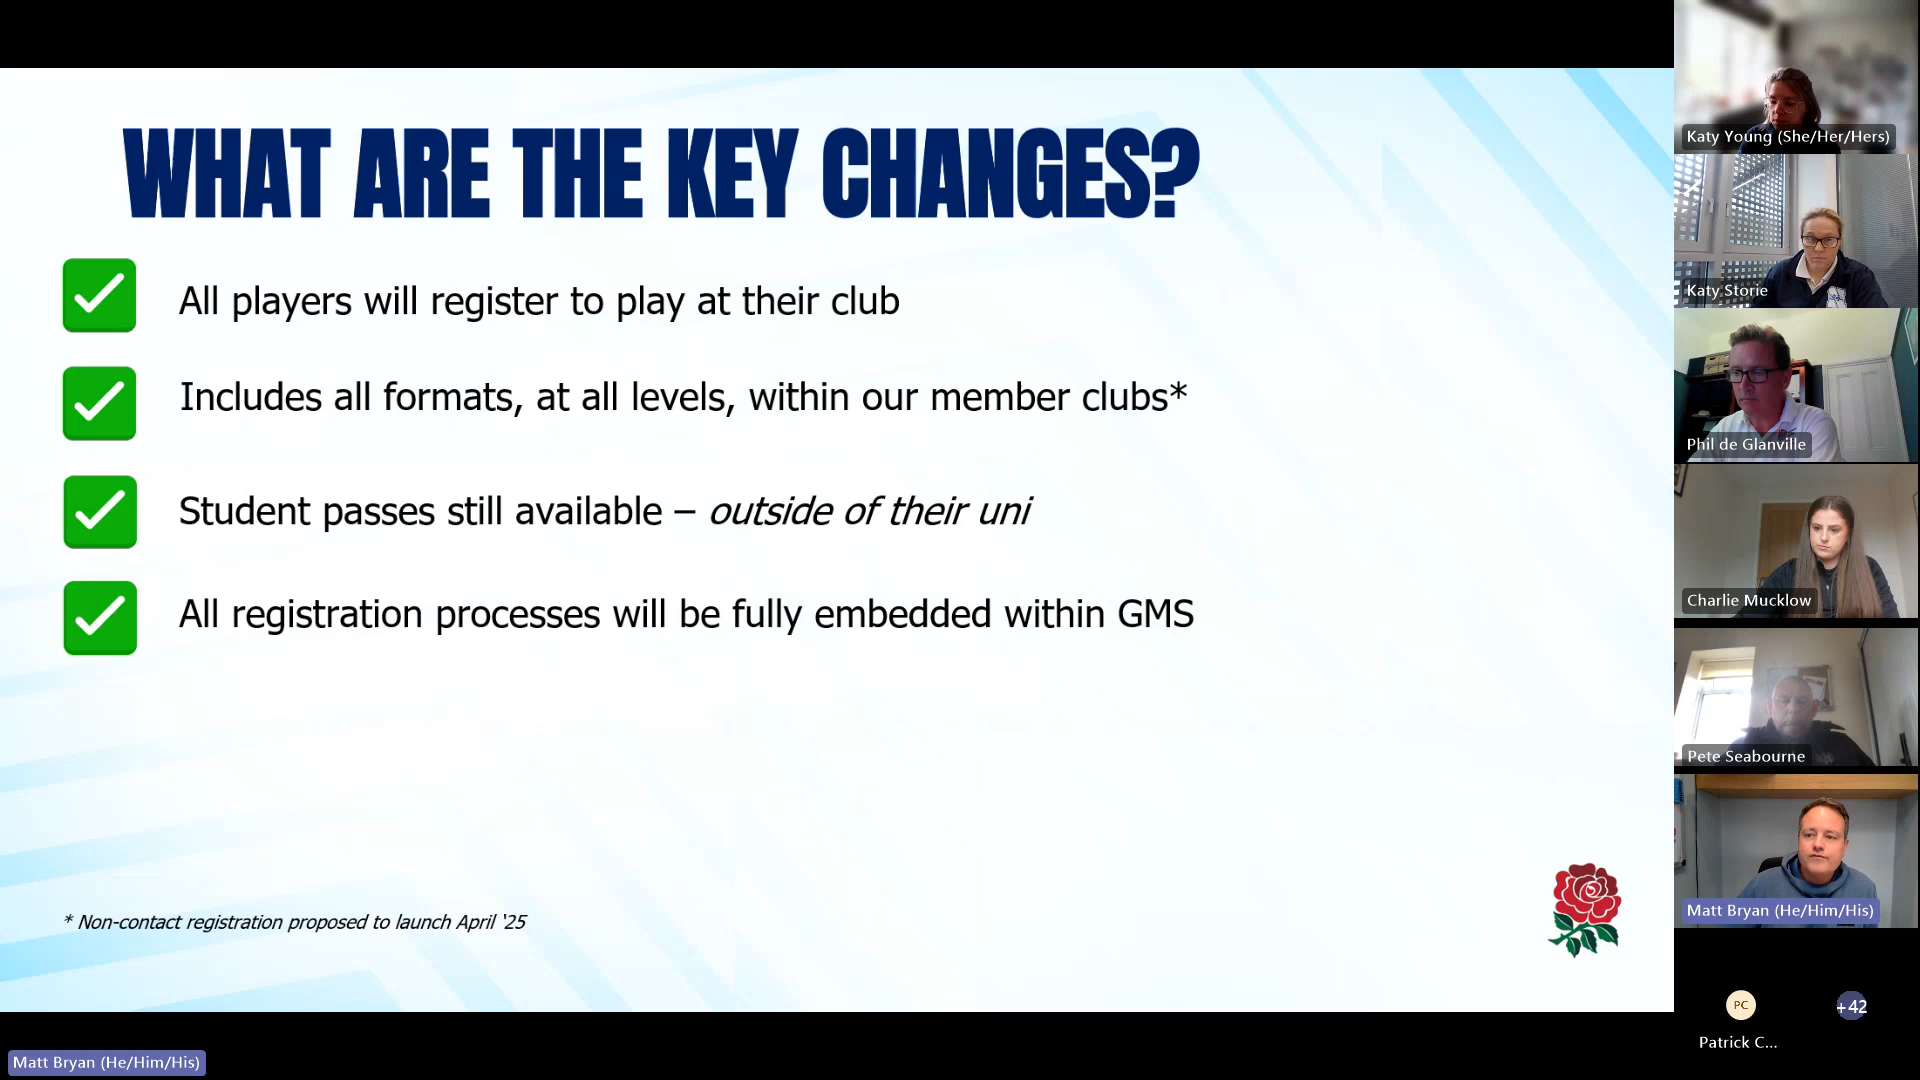 WHAT ARE THE KEY CHANGES?
All players will register to play at their club
Includes all formats, at all levels, within our member clubs*
Student passes still available – outside of their uni
All registration processes will be fully embedded within GMS
* Non-contact registration proposed to launch April ‘25
Matt Bryan (He/Him/His)
Katy Young (She/Her/Hers)
Katy Storie
Phil de Glanville
Charlie Mucklow
Pete Seabourne
Matt Bryan (He/Him/His)
PC
+42
Patrick C...